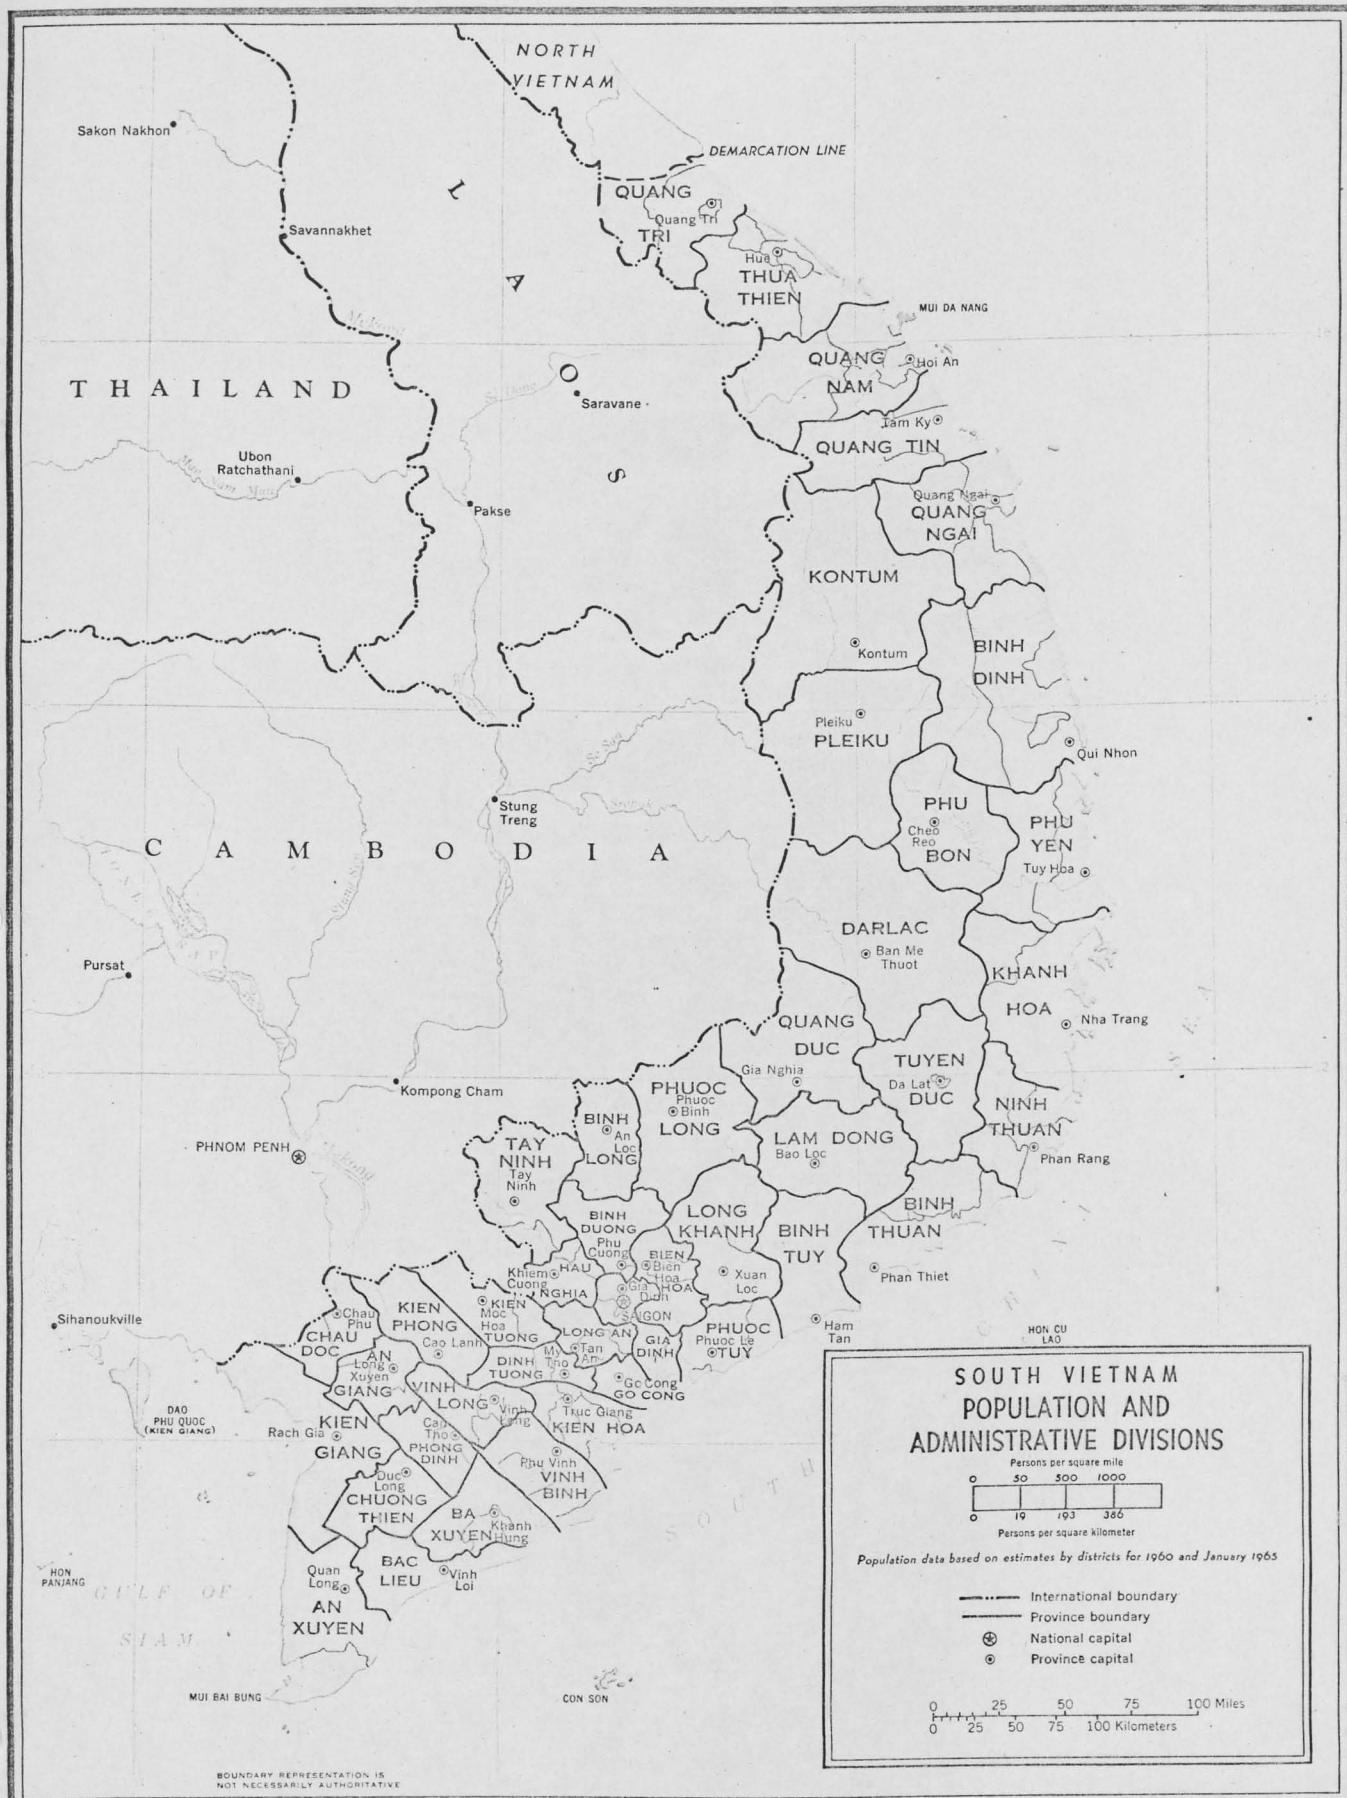 NORTH
VIETNAM
Sakon Nakhon
DEMARCATION LINE
L
A
O
S
QUANG
Quang Tri
TRI
Savannakhet
Hue
THUA
THIEN
MUI DA NANG
Mekong
QUANG
Hoi An
NAM
THAILAND
Saravane
Tam Ky
QUANG TIN
Ubon
Ratchathani
Pakse
Quang Ngai
QUANG
NGAI
KONTUM
Kontum
BINH
DINH
Pleiku
PLEIKU
Qui Nhon
Stung
Treng
PHU
Cheo
Reo
BON
PHU
YEN
Tuy Hoa
CAMBODIA
DARLAC
Ban Me
Thuot
Pursat
KHANH
HOA
Nha Trang
QUANG
DUC
Gia Nghia
TUYEN
Da Lat
DUC
Kompong Cham
PHUOC
Phuoc
Binh
LONG
BINH
An
Loc
LONG
NINH
THUAN
Phan Rang
LAM DONG
Bao Loc
PHNOM PENH
TAY
NINH
Tay
Ninh
BINH
DUONG
Phu
Cuong
LONG
KHANH
Xuan
Loc
BINH
TUY
BINH
THUAN
Phan Thiet
BIEN
Bien
Hoa
HOA
Khiem
Cuong
HAU
NGHIA
Gia
Dinh
SAIGON
Sihanoukville
Chau
Phu
CHAU
DOC
KIEN
PHONG
Cao Lanh
KIEN
Moc
Hoa
TUONG
LONG AN
Tan
An
GIA
DINH
PHUOC
Phuoc Le
TUY
Ham
Tan
HON CU
LAO
AN
Long
Xuyen
GIANG
DINH
TUONG
My
Tho
Go Cong
GO CONG
VINH
LONG
Vinh
Long
Truc Giang
KIEN HOA
DAO
PHU QUOC
(KIEN GIANG)
KIEN
Rach Gia
GIANG
Can
Tho
PHONG
DINH
Phu Vinh
VINH
BINH
Duc
Long
CHUONG
THIEN
BA
XUYEN
Khanh
Hung
SOUTH
HON
PANJANG
GULF OF
SIAM
Quan
Long
AN
XUYEN
BAC
LIEU
Vinh
Loi
MUI BAI BUNG
CON SON
SOUTH VIETNAM
POPULATION AND
ADMINISTRATIVE DIVISIONS
Persons per square mile
0 50 500 1000
0 19 193 386
Persons per square kilometer
Population data based on estimates by districts for 1960 and January 1965
International boundary
Province boundary
National capital
Province capital
0 25 50 75 100 Miles
0 25 50 75 100 Kilometers
BOUNDARY REPRESENTATION IS
NOT NECESSARILY AUTHORITATIVE